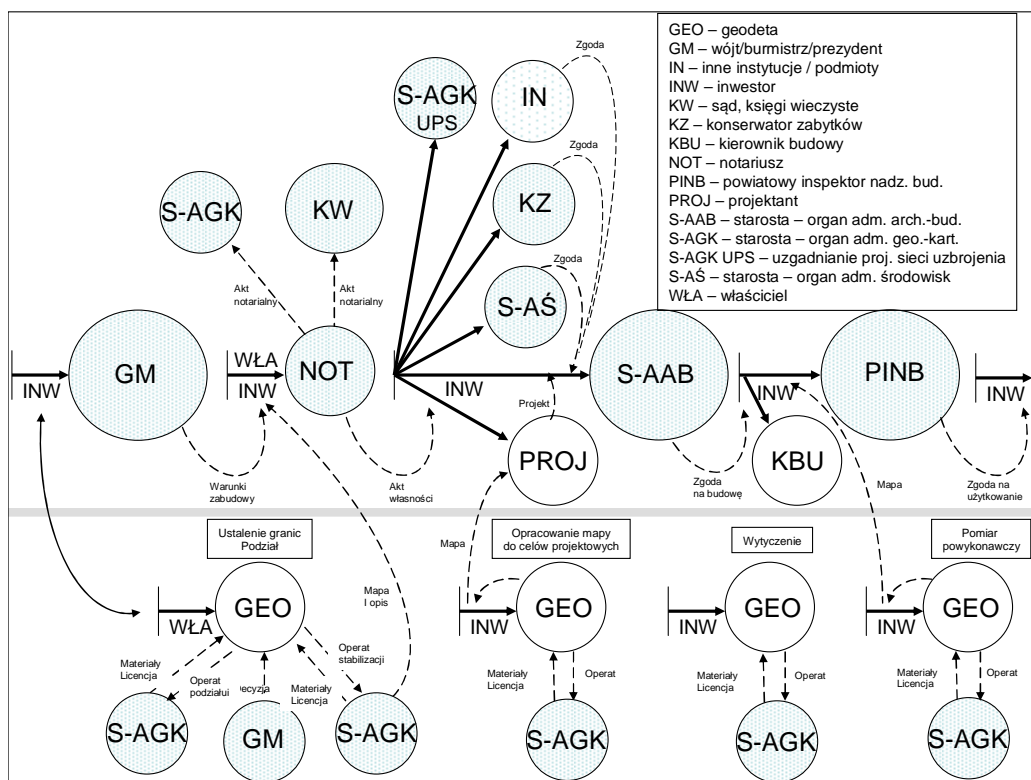 GEO – geodeta
GM – wójt/burmistrz/prezydent
IN – inne instytucje / podmioty
INW – inwestor
KW – sąd, księgi wieczyste
KZ – konserwator zabytków
KBU – kierownik budowy
NOT – notariusz
PINB – powiatowy inspektor nadz. bud.
PROJ – projektant
S-AAB – starosta – organ adm. arch.-bud.
S-AGK – starosta – organ adm. geo.-kart.
S-AGK UPS – uzgadnianie proj. sieci uzbrojenia
S-AŚ – starosta – organ adm. środowisk
WŁA – właściciel
Zgoda
S-AGK
UPS
IN
Zgoda
KZ
S-AGK
KW
Zgoda
S-AŚ
Akt
notarialny
Akt
notarialny
INW
GM
WŁA
INW
NOT
INW
S-AAB
INW
PINB
INW
Projekt
PROJ
KBU
Warunki
zabudowy
Akt
własności
Zgoda
na budowę
Mapa
Zgoda na
użytkowanie
Ustalenie granic
Podział
Opracowanie mapy
do celów projektowych
Wytyczenie
Pomiar
powykonawczy
Mapa
Mapa
I opis
WŁA
GEO
INW
GEO
INW
GEO
INW
GEO
Operat
stabilizacji
Materiały
Licencja
Operat
podziałui
ecyzja
Materiały
Licencja
Materiały
Licencja
Operat
Materiały
Licencja
Operat
Materiały
Licencja
Operat
S-AGK
GM
S-AGK
S-AGK
S-AGK
S-AGK